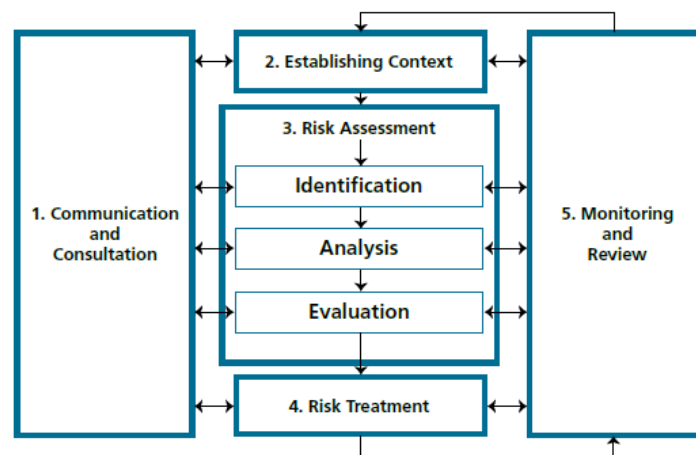 2. Establishing Context
3. Risk Assessment
Identification
1. Communication
and
Consultation
Analysis
5. Monitoring
and
Review
Evaluation
4. Risk Treatment